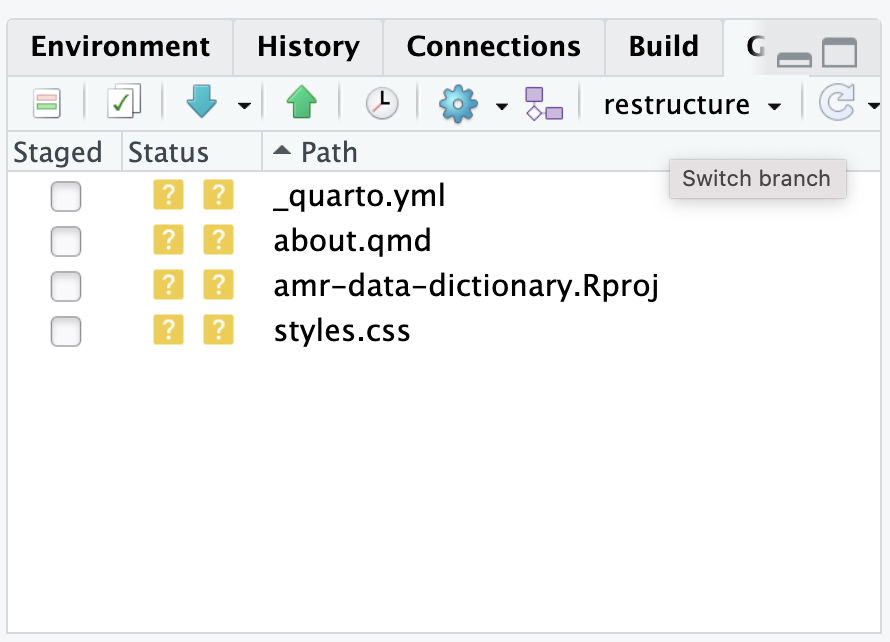 Environment History Connections Build G
restructure
Staged Status Path
Switch branch
? ? _quarto.yml
? ? about.qmd
? ? amr-data-dictionary.Rproj
? ? styles.css